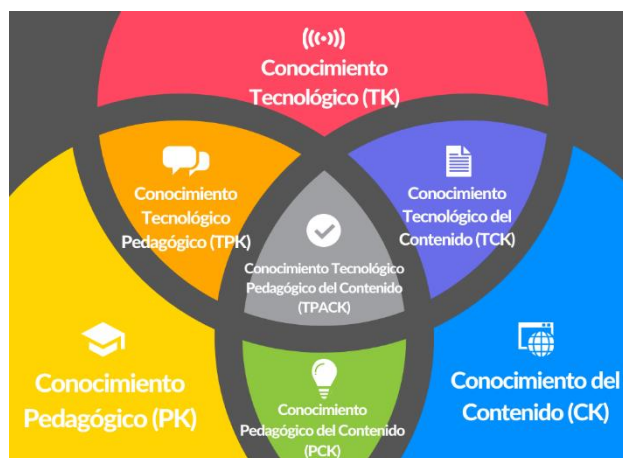 Conocimiento
Tecnológico (TK)
Conocimiento
Tecnológico
Pedagógico (TPK)
Conocimiento
Tecnológico del
Contenido (TCK)
Conocimiento Tecnológico
Pedagógico del Contenido
(TPACK)
Conocimiento
Pedagógico (PK)
Conocimiento del
Contenido (CK)
Conocimiento
Pedagógico del Contenido
(PCK)